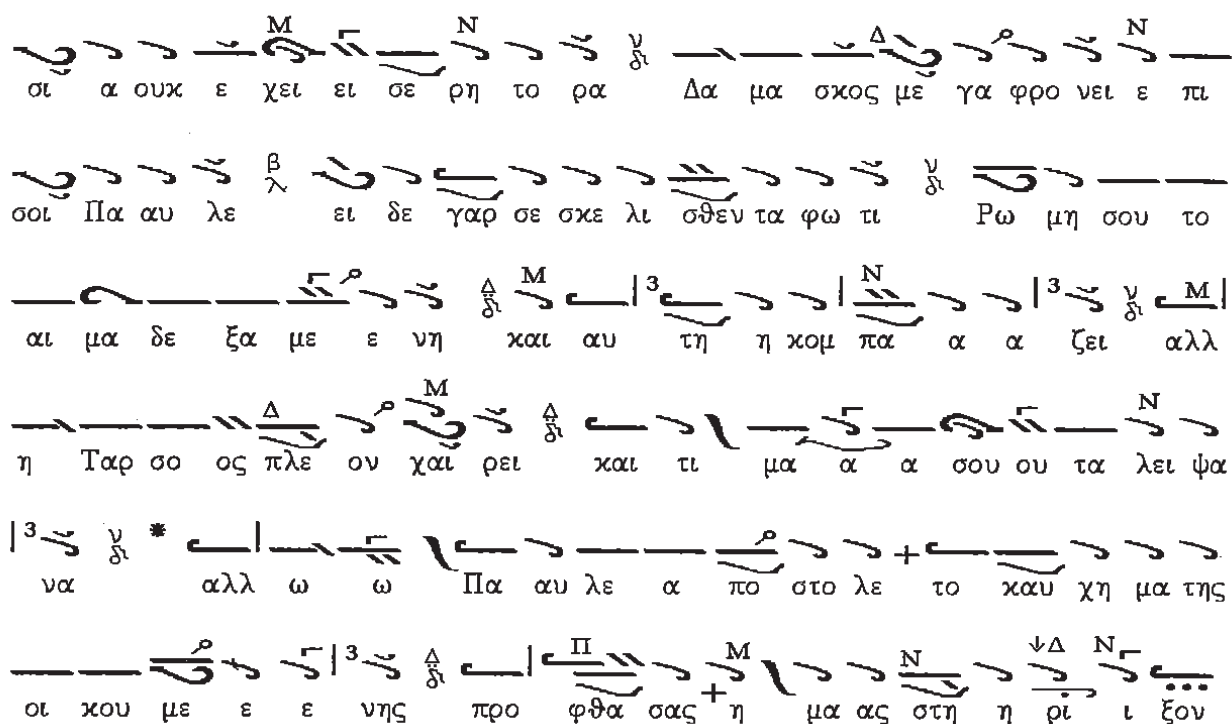 σι α ουκ ε χει ει σε ρη το ρα Δα μα σκος με γα φρο νει ε πι
σοι Πα αυ λε ει δε γαρ σε σκε λι σθεν τα φω τι Ρω μη σου το
αι μα δε ξα με ε νη και αυ τη η κομ πα α α ζει αλλ
η Ταρ σο ος πλε ον χαι ρει και τι μα α α σου ου τα λει ψα
να αλλ ω ω Πα αυ λε α πο στο λε το καυ χη μα της
οι κου με ε ε νης προ φθα σας η μα ας στη η ρι ι ξον